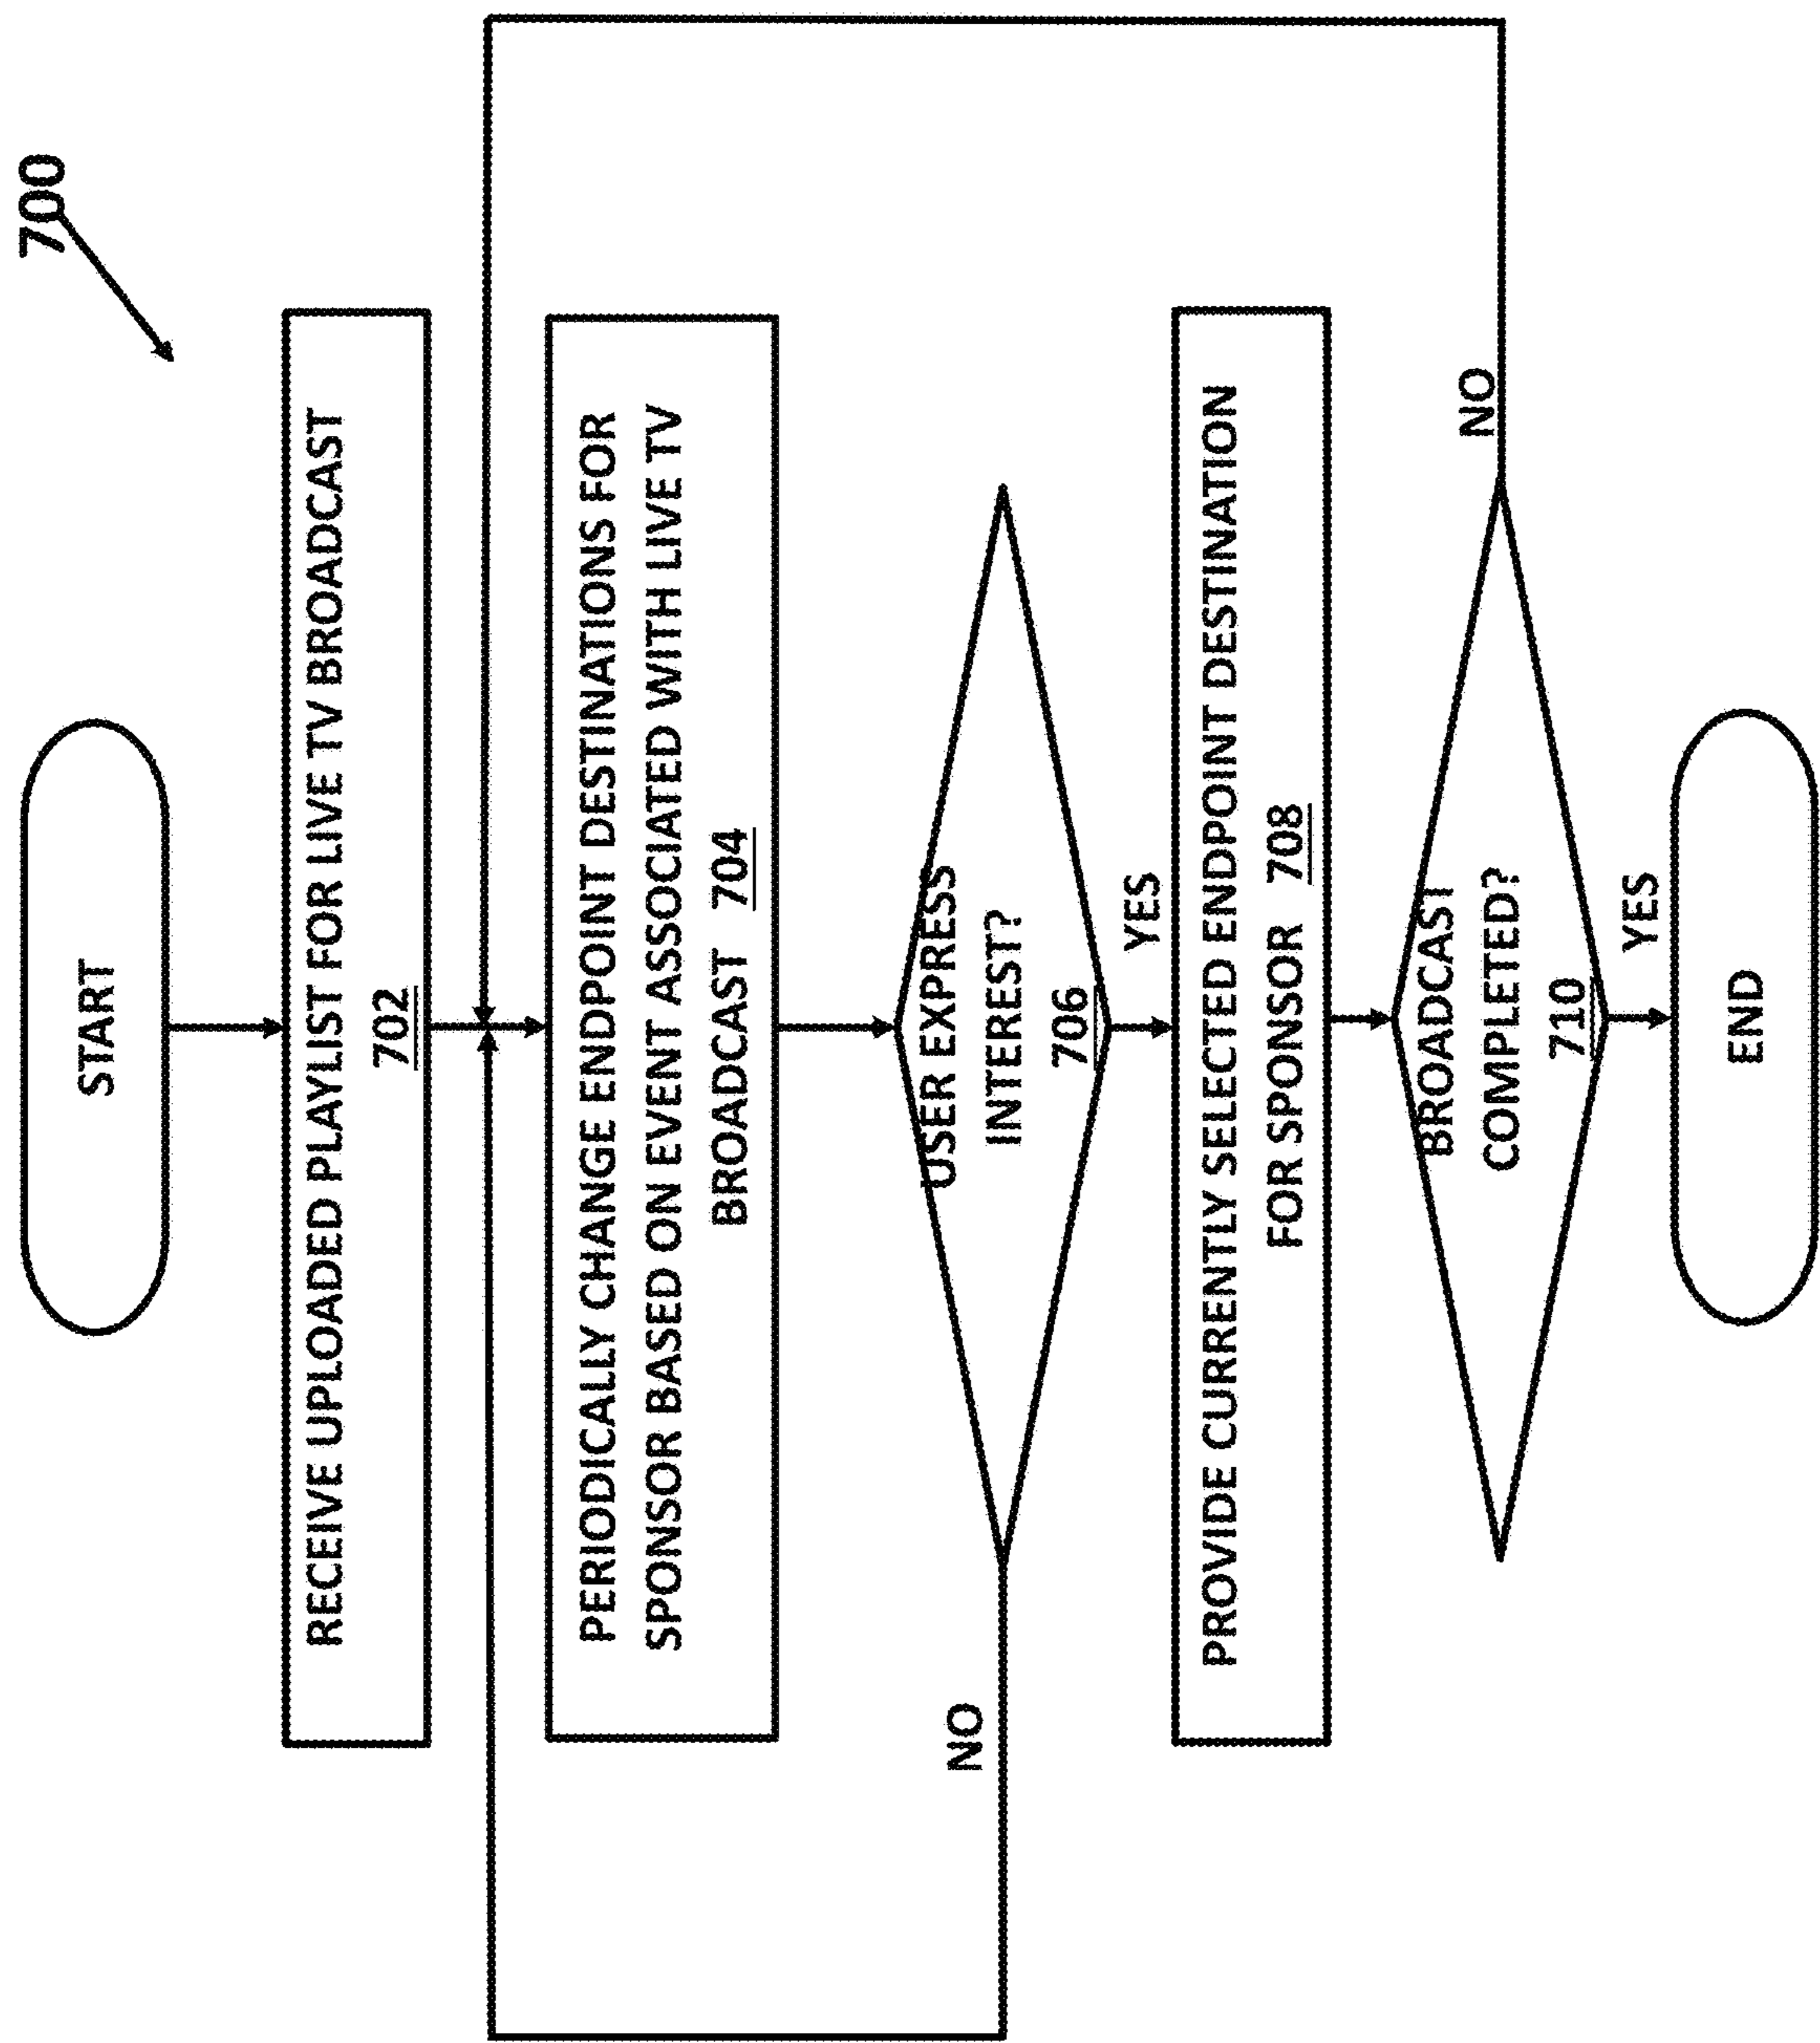 700
START
RECEIVE UPLOADED PLAYLIST FOR LIVE TV BROADCAST
702
PERIODICALLY CHANGE ENDPOINT DESTINATIONS FOR
SPONSOR BASED ON EVENT ASSOCIATED WITH LIVE TV
BROADCAST 704
USER EXPRESS
INTEREST?
706
NO
YES
PROVIDE CURRENTLY SELECTED ENDPOINT DESTINATION
FOR SPONSOR 708
BROADCAST
COMPLETED?
710
NO
YES
END